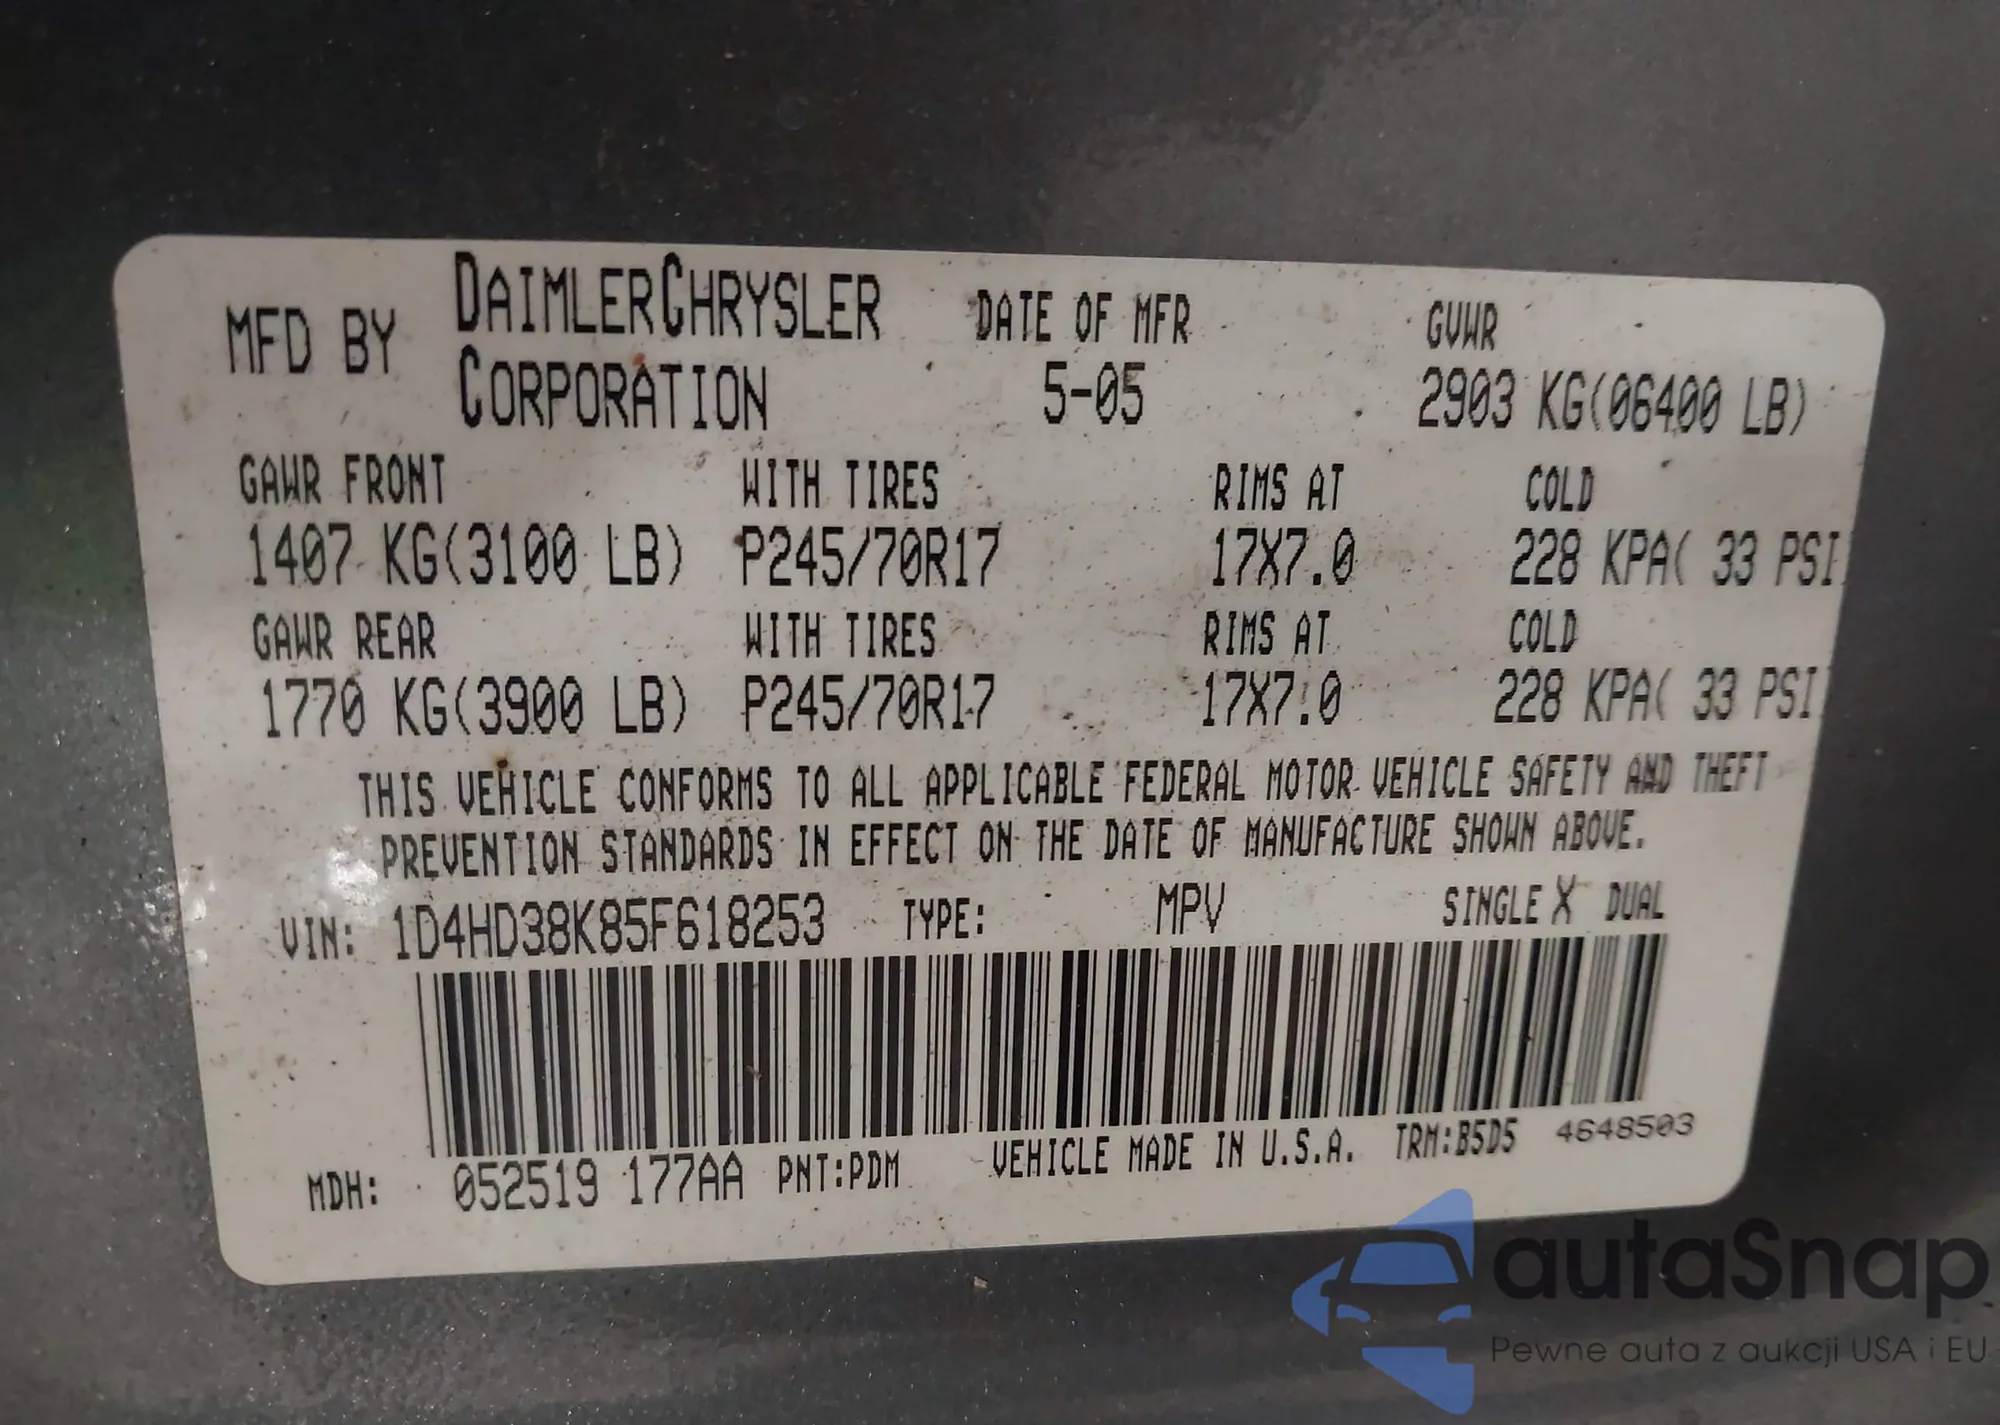 MFD BY DAIMLERCHRYSLER CORPORATION DATE OF MFR 5-05 GVWR 2903 KG(06400 LB)
GAWR FRONT WITH TIRES RIMS AT COLD
1407 KG(3100 LB) P245/70R17 17X7.0 228 KPA( 33 PSI
GAWR REAR WITH TIRES RIMS AT COLD
1770 KG(3900 LB) P245/70R17 17X7.0 228 KPA( 33 PSI
THIS VEHICLE CONFORMS TO ALL APPLICABLE FEDERAL MOTOR VEHICLE SAFETY AND THEFT
PREVENTION STANDARDS IN EFFECT ON THE DATE OF MANUFACTURE SHOWN ABOVE.
VIN: 1D4HD38K85F618253 TYPE: MPV SINGLE X DUAL
MDH: 052519 177AA PNT:PDM VEHICLE MADE IN U.S.A. TRM:B5D5 4648503
autaSnap
Pewne auta z aukcji USA i EU